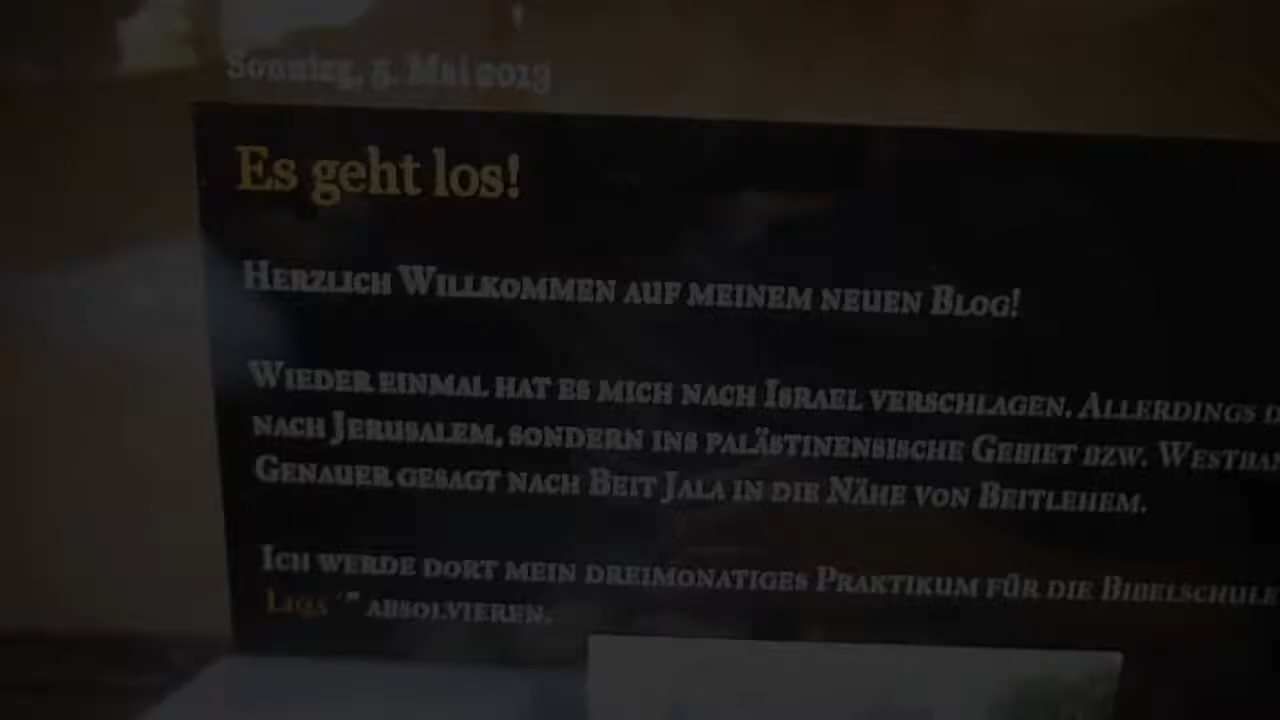 Sonntag, 5. Mai 2013
Es geht los!
Herzlich Willkommen auf meinem neuen Blog!
Wieder einmal hat es mich nach Israel verschlagen. Allerdings
nach Jerusalem, sondern ins palästinensische Gebiet bzw.
Genauer gesagt nach Beit Jala in die Nähe von Beitlehem.
Ich werde dort mein dreimonatiges Praktikum für die Bibelschule
absolvieren.